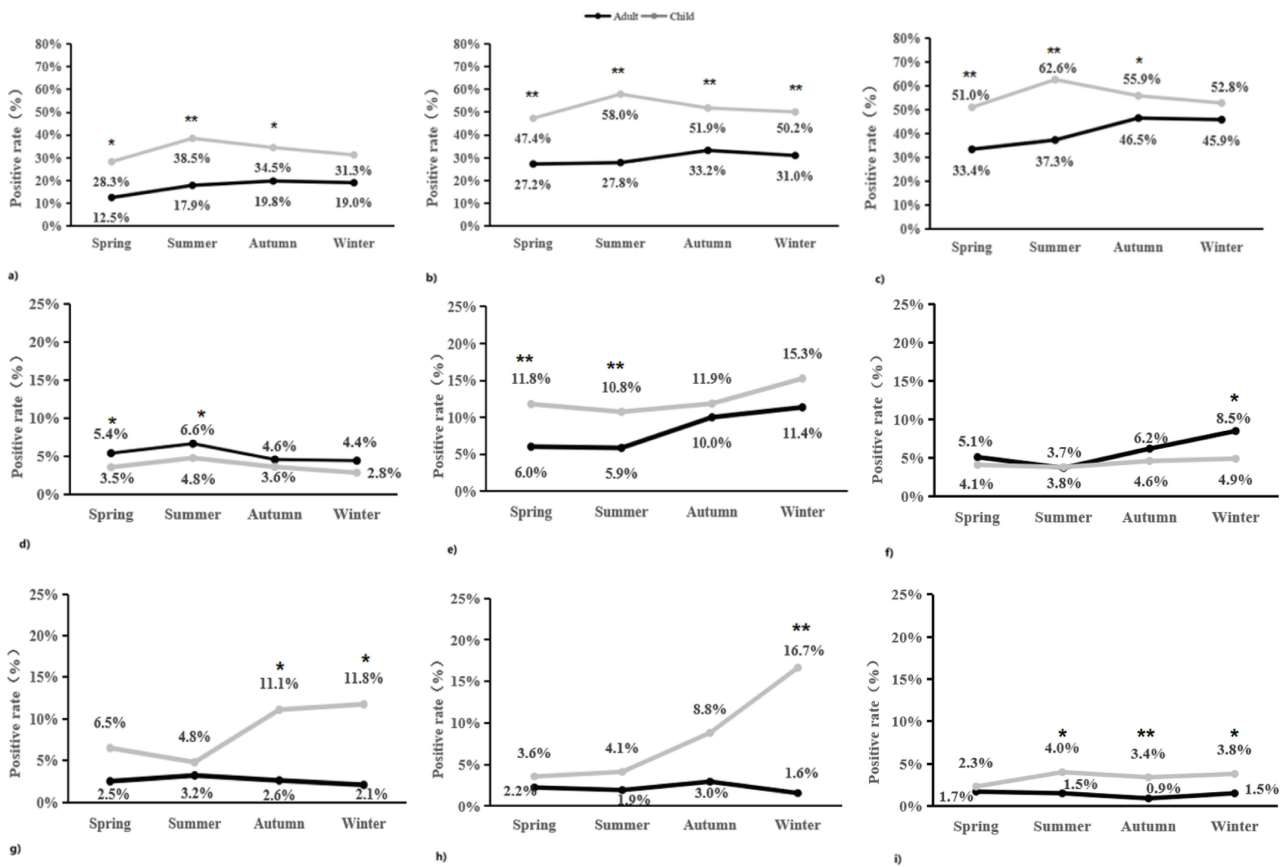 Adult Child
Positive rate (%)
80%
70%
60%
50%
40%
30%
20%
10%
0%
* ** *
28.3% 38.5% 34.5% 31.3%
12.5% 17.9% 19.8% 19.0%
Spring Summer Autumn Winter
a)
Positive rate (%)
80%
70%
60%
50%
40%
30%
20%
10%
0%
** ** ** **
47.4% 58.0% 51.9% 50.2%
27.2% 27.8% 33.2% 31.0%
Spring Summer Autumn Winter
b)
Positive rate (%)
80%
70%
60%
50%
40%
30%
20%
10%
0%
** ** *
51.0% 62.6% 55.9% 52.8%
33.4% 37.3% 46.5% 45.9%
Spring Summer Autumn Winter
c)
Positive rate (%)
25%
20%
15%
10%
5%
0%
* *
5.4% 6.6% 4.6% 4.4%
3.5% 4.8% 3.6% 2.8%
Spring Summer Autumn Winter
d)
Positive rate (%)
25%
20%
15%
10%
5%
0%
** **
11.8% 10.8% 11.9% 15.3%
6.0% 5.9% 10.0% 11.4%
Spring Summer Autumn Winter
e)
Positive rate (%)
25%
20%
15%
10%
5%
0%
*
5.1% 3.7% 6.2% 8.5%
4.1% 3.8% 4.6% 4.9%
Spring Summer Autumn Winter
f)
Positive rate (%)
25%
20%
15%
10%
5%
0%
* *
6.5% 4.8% 11.1% 11.8%
2.5% 3.2% 2.6% 2.1%
Spring Summer Autumn Winter
g)
Positive rate (%)
25%
20%
15%
10%
5%
0%
**
3.6% 4.1% 8.8% 16.7%
2.2% 1.9% 3.0% 1.6%
Spring Summer Autumn Winter
h)
Positive rate (%)
25%
20%
15%
10%
5%
0%
* ** *
2.3% 4.0% 3.4% 3.8%
1.7% 1.5% 0.9% 1.5%
Spring Summer Autumn Winter
i)